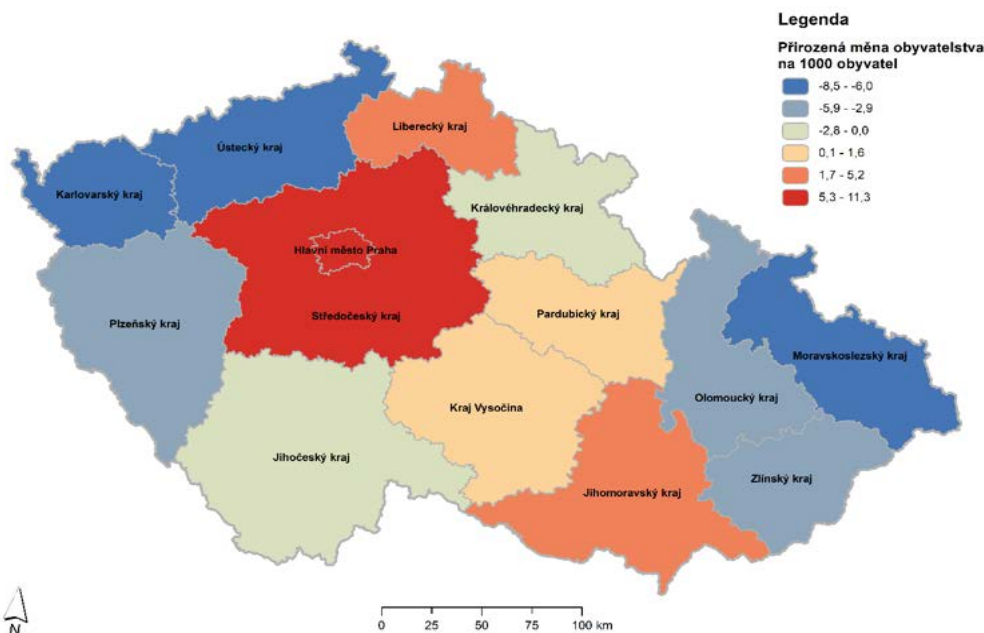 Legenda
Přirozená měna obyvatelstva
na 1000 obyvatel
-8,5 - -6,0
-5,9 - -2,9
-2,8 - 0,0
0,1 - 1,6
1,7 - 5,2
5,3 - 11,3
Liberecký kraj
Ústecký kraj
Karlovarský kraj
Královéhradecký kraj
Hlavní město Praha
Středočeský kraj
Pardubický kraj
Plzeňský kraj
Moravskoslezský kraj
Olomoucký kraj
Kraj Vysočina
Jihočeský kraj
Zlínský kraj
Jihomoravský kraj
N
0 25 50 75 100 km